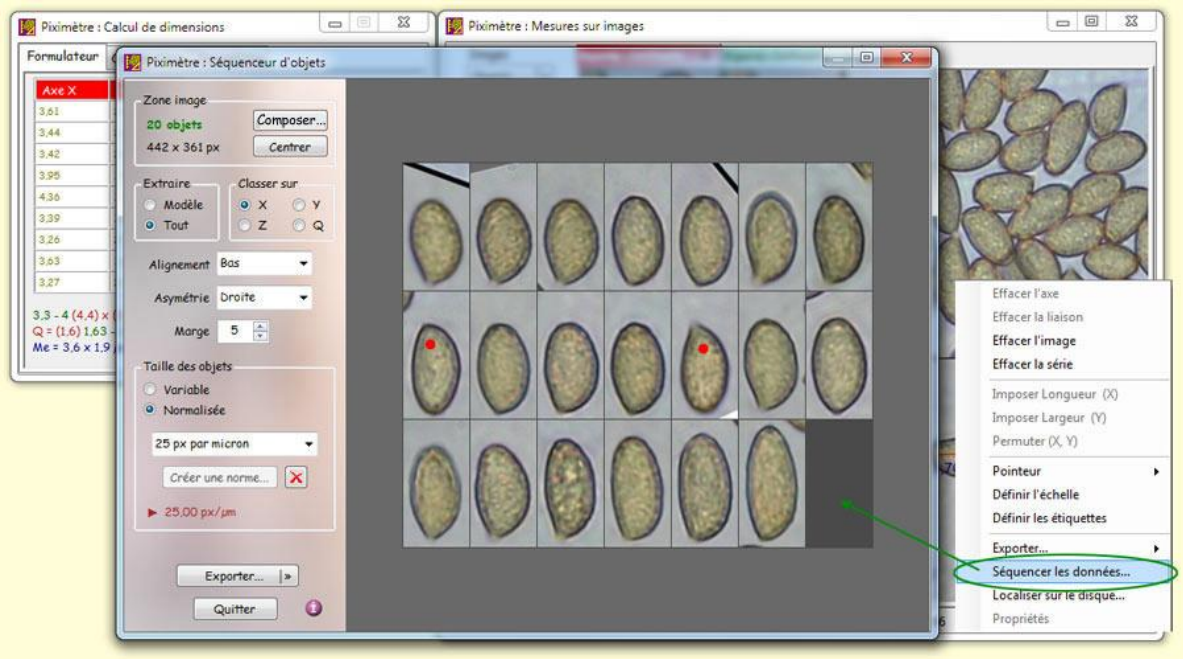 Piximètre : Calcul de dimensions
Piximètre : Mesures sur images
Formulateur
Axe X
3,61
3,44
3,42
3,95
4,36
3,39
3,26
3,63
3,27
3,3 - 4 (4,4) x
Q = (1,6) 1,63 -
Me = 3,6 x 1,9
Piximètre : Séquenceur d'objets
Zone image
20 objets
Composer...
442 x 361 px
Centrer
Extraire
Classer sur
Modèle
X
Y
Tout
Z
Q
Alignement
Bas
Asymétrie
Droite
Marge
5
Taille des obj
Variable
Normalisée
25 px par micron
Créer une norme...
25,00 px/µm
Exporter...
Quitter
Effacer l'axe
Effacer la liaison
Effacer l'image
Effacer la série
Imposer Longueur (X)
Imposer Largeur (Y)
Permuter (X, Y)
Pointeur
Définir l'échelle
Définir les étiquettes
Exporter...
Séquencer les données...
Localiser sur le disque...
Propriétés